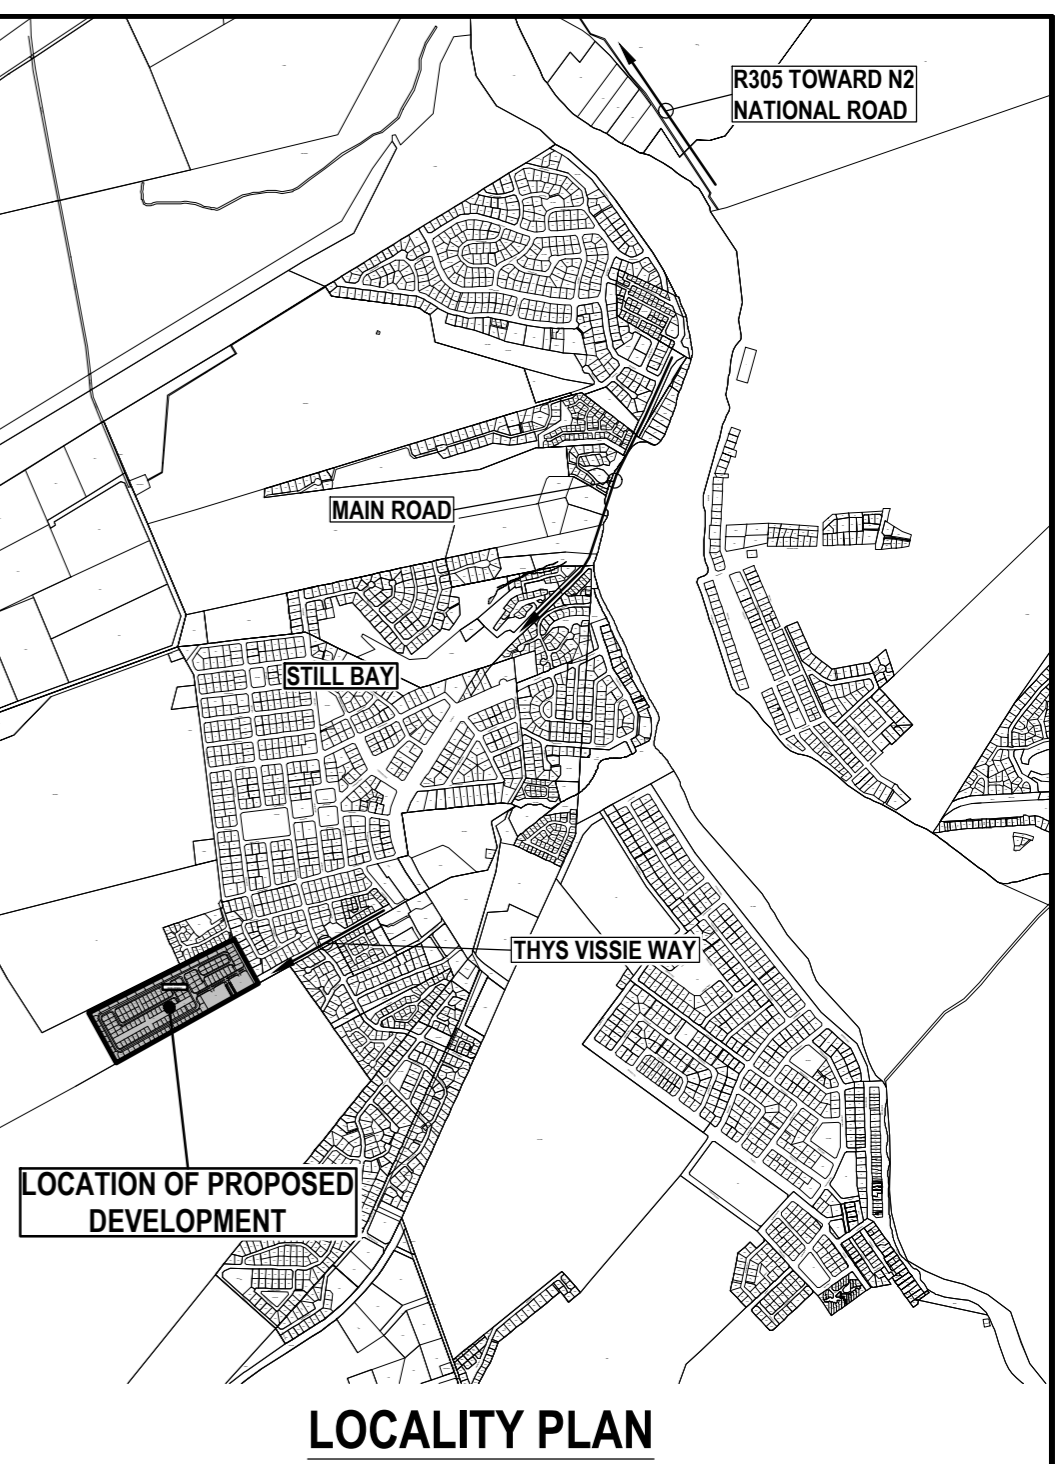 R305 TOWARD N2
NATIONAL ROAD
MAIN ROAD
STILL BAY
THYS VISSIE WAY
LOCATION OF PROPOSED
DEVELOPMENT
LOCALITY PLAN